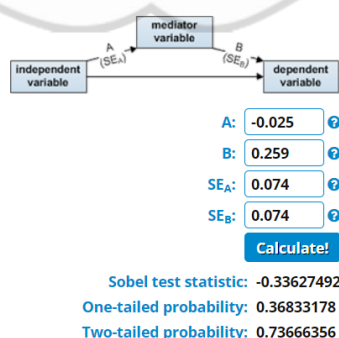 mediator
variable
A
(SEA)
B
(SEB)
independent
variable
dependent
variable
A: -0.025
B: 0.259
SEA: 0.074
SEB: 0.074
Calculate!
Sobel test statistic: -0.33627492
One-tailed probability: 0.36833178
Two-tailed probability: 0.73666356